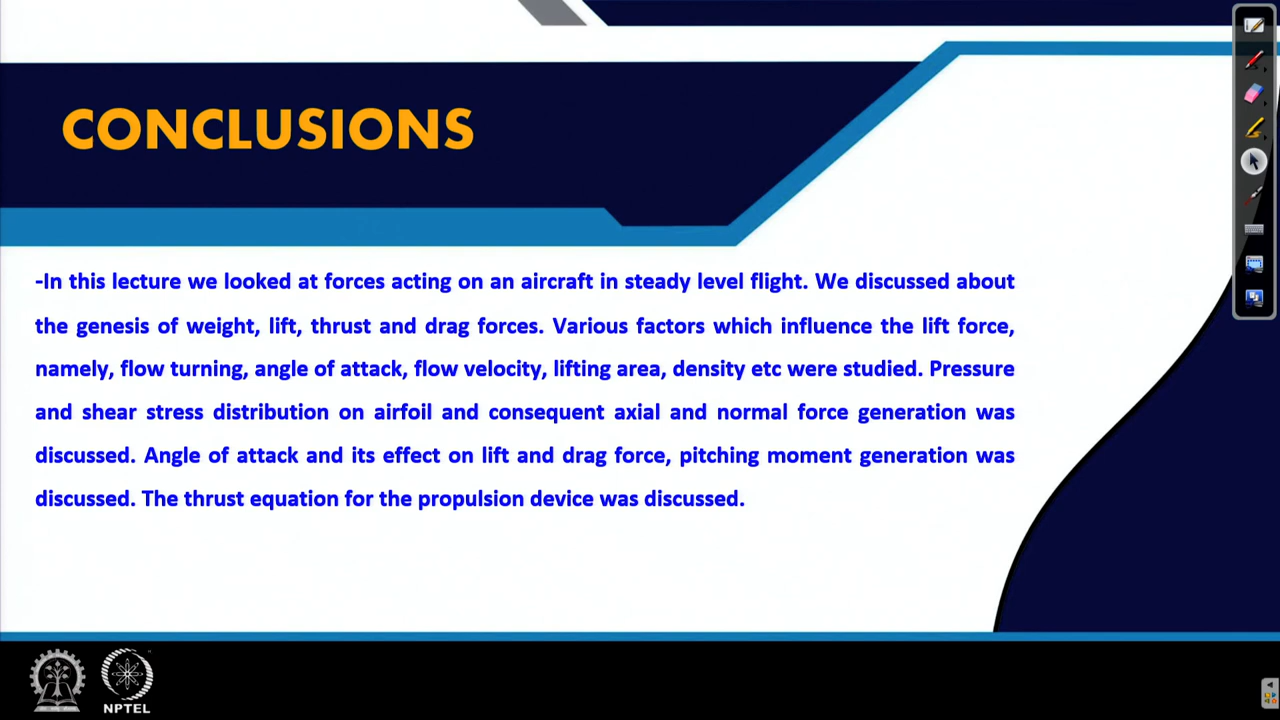 CONCLUSIONS
-In this lecture we looked at forces acting on an aircraft in steady level flight. We discussed about
the genesis of weight, lift, thrust and drag forces. Various factors which influence the lift force,
namely, flow turning, angle of attack, flow velocity, lifting area, density etc were studied. Pressure
and shear stress distribution on airfoil and consequent axial and normal force generation was
discussed. Angle of attack and its effect on lift and drag force, pitching moment generation was
discussed. The thrust equation for the propulsion device was discussed.
NPTEL